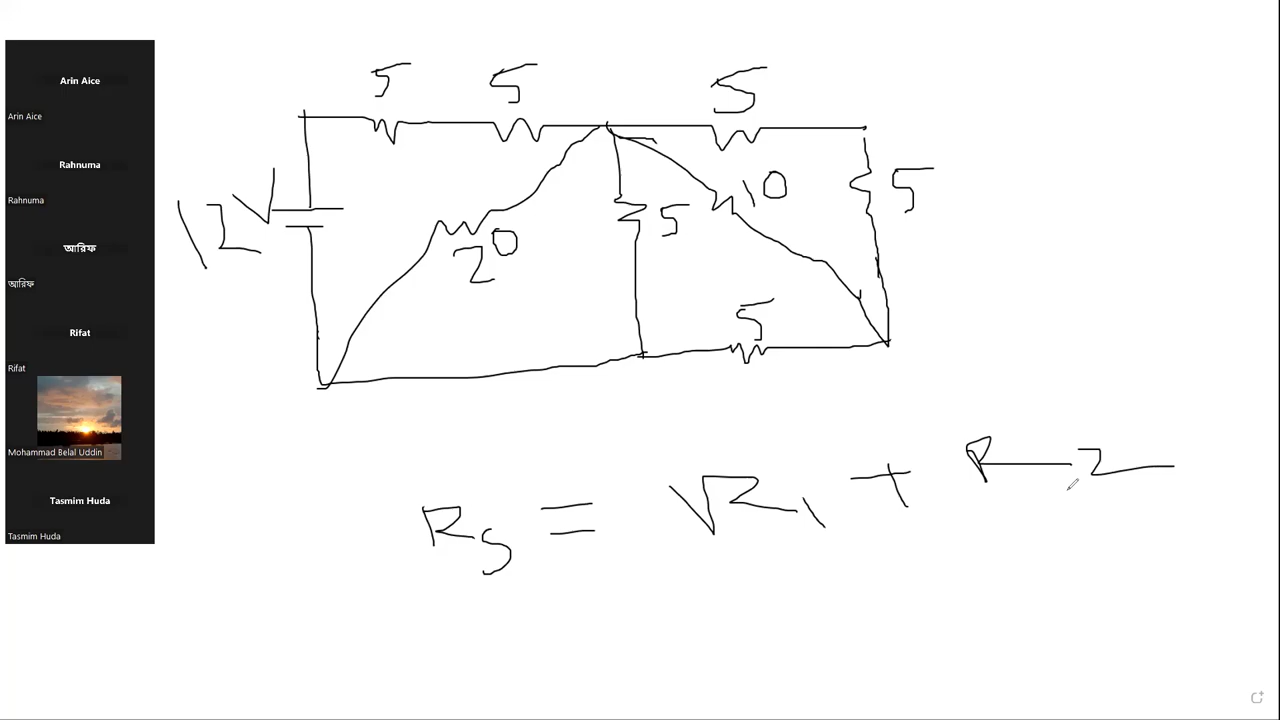 Arin Aice
Arin Aice
Rahnuma
Rahnuma
আরিফ
আরিফ
Rifat
Rifat
Mohammad Belal Uddin
Tasmim Huda
Tasmim Huda
5 5 5
12V
20
5
10
5
5
Rs = R1 + R2